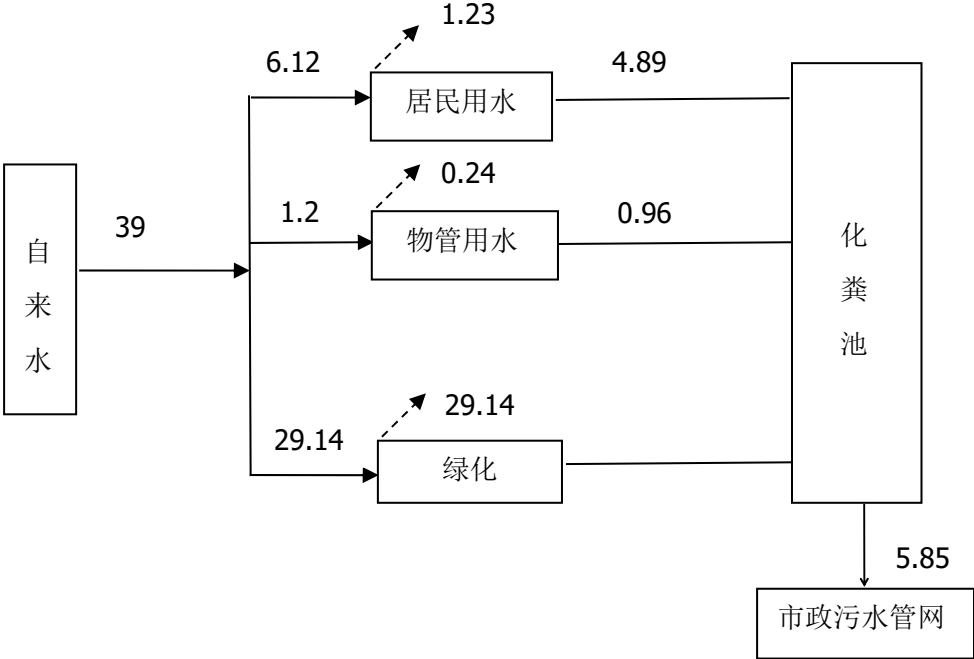 1.23
6.12
4.89
居民用水
0.24
39
1.2
0.96
物管用水
自
来
水
化
粪
池
29.14
29.14
绿化
5.85
市政污水管网